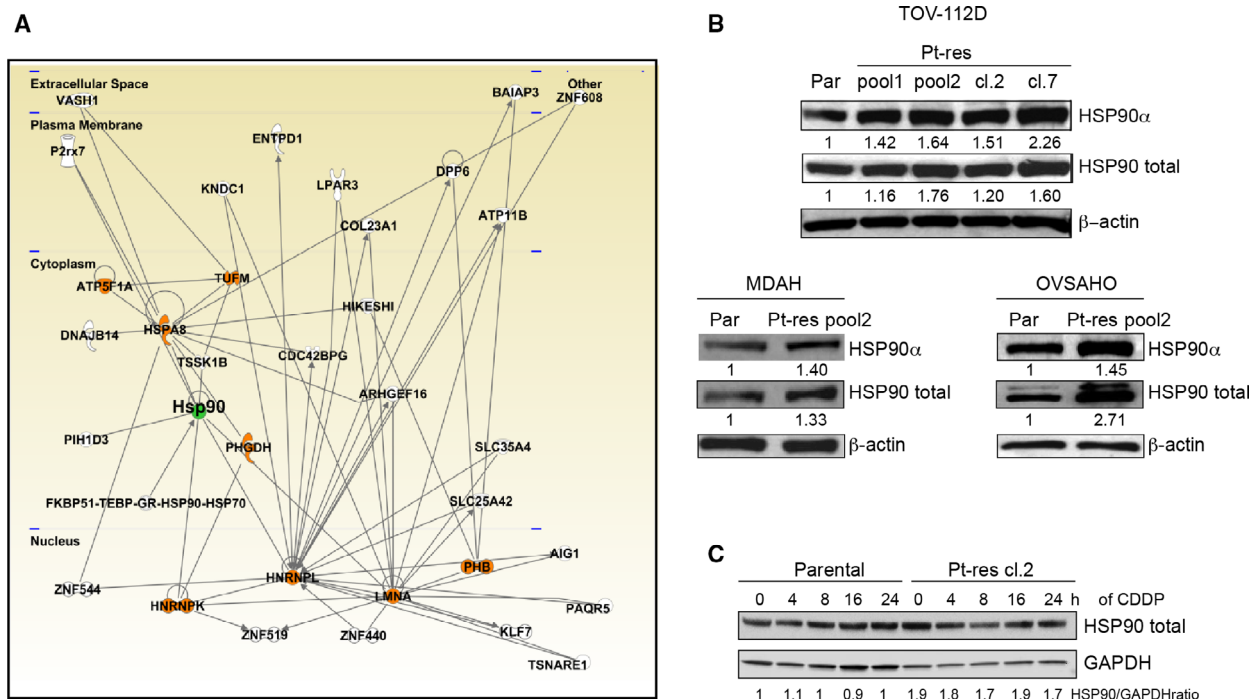 A
Extracellular Space
VASH1
BAIAP3
Other
ZNF608
Plasma Membrane
P2rx7
ENTPD1
KNDC1
LPAR3
DPP6
COL23A1
ATP11B
Cytoplasm
ATP5F1A
TUFM
HIKESHI
DNAJB14
HSPA8
TSSK1B
CDC42BPG
ARHGEF16
Hsp90
PIH1D3
PHGDH
SLC35A4
FKBP51-TEBP-GR-HSP90-HSP70
SLC25A42
Nucleus
AIG1
PHB
HNRNPL
ZNF544
HNRNPK
LMNA
PAQR5
ZNF519
ZNF440
KLF7
TSNARE1
B
TOV-112D
Pt-res
Par pool1 pool2 cl.2 cl.7
HSP90α
1 1.42 1.64 1.51 2.26
HSP90 total
1 1.16 1.76 1.20 1.60
β–actin
MDAH
Par Pt-res pool2
HSP90α
1 1.40
HSP90 total
1 1.33
β–actin
OVSAHO
Par Pt-res pool2
HSP90α
1 1.45
HSP90 total
1 2.71
β–actin
C
Parental Pt-res cl.2
0 4 8 16 24 0 4 8 16 24 h of CDDP
HSP90 total
GAPDH
1 1.1 1 0.9 1 1.9 1.8 1.7 1.9 1.7 HSP90/GAPDHratio